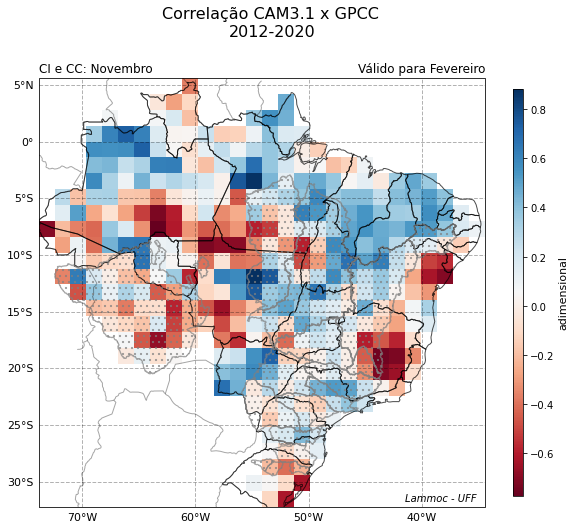 Correlação CAM3.1 x GPCC
2012-2020
CI e CC: Novembro
Válido para Fevereiro
5°N
0°
5°S
10°S
15°S
20°S
25°S
30°S
70°W
60°W
50°W
40°W
Lammoc - UFF
0.8
0.6
0.4
0.2
0.0
−0.2
−0.4
−0.6
adimensional